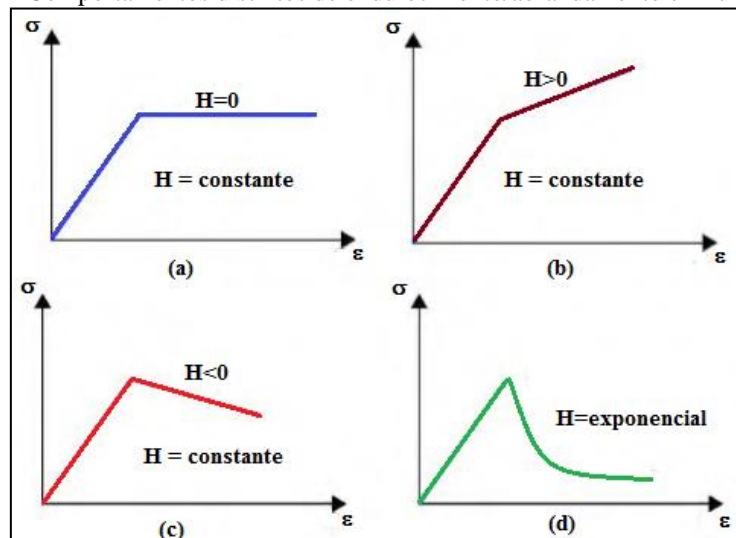 σ
H=0
H = constante
ε
(a)
σ
H>0
H = constante
ε
(b)
σ
H<0
H = constante
ε
(c)
σ
H=exponencial
ε
(d)